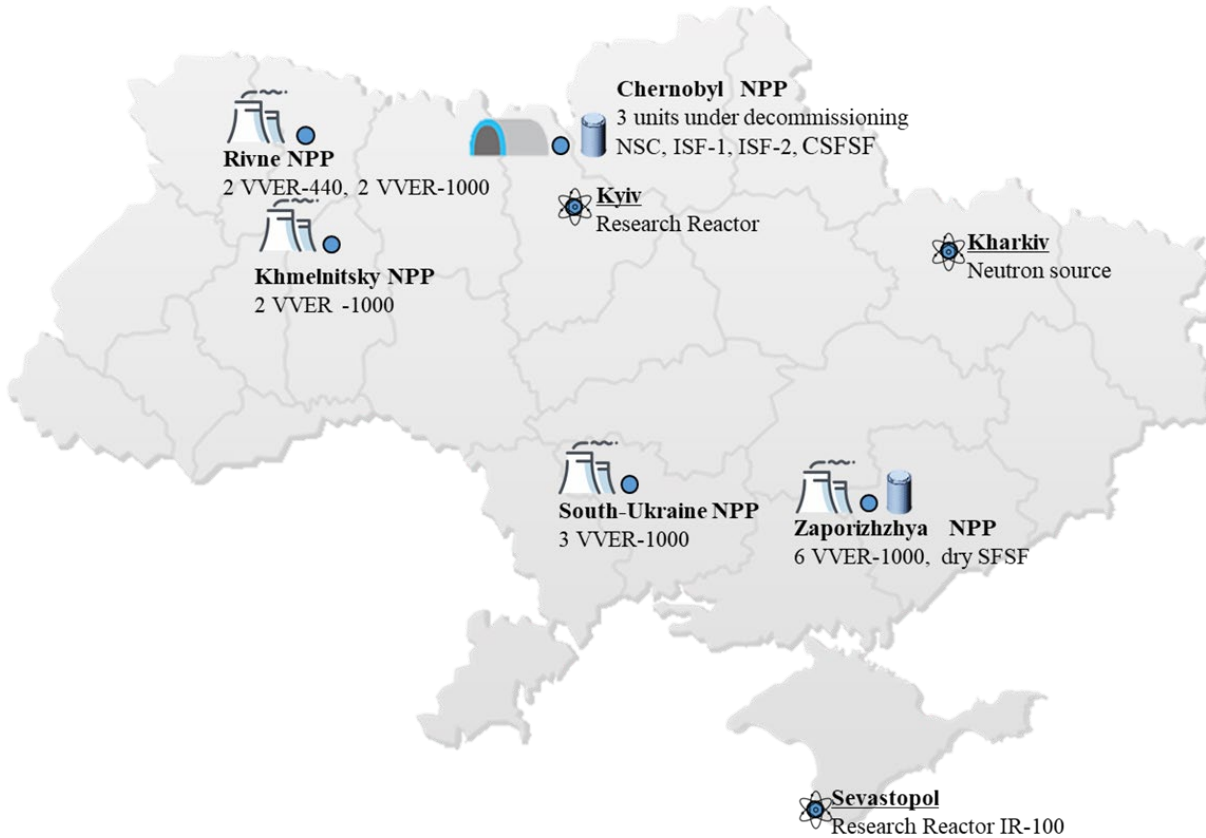 Chernobyl NPP
3 units under decommissioning
NSC, ISF-1, ISF-2, CSFSF
Rivne NPP
2 VVER-440, 2 VVER-1000
Kyiv
Research Reactor
Khmelnitsky NPP
2 VVER -1000
Kharkiv
Neutron source
South-Ukraine NPP
3 VVER-1000
Zaporizhzhya NPP
6 VVER-1000, dry SFSF
Sevastopol
Research Reactor IR-100